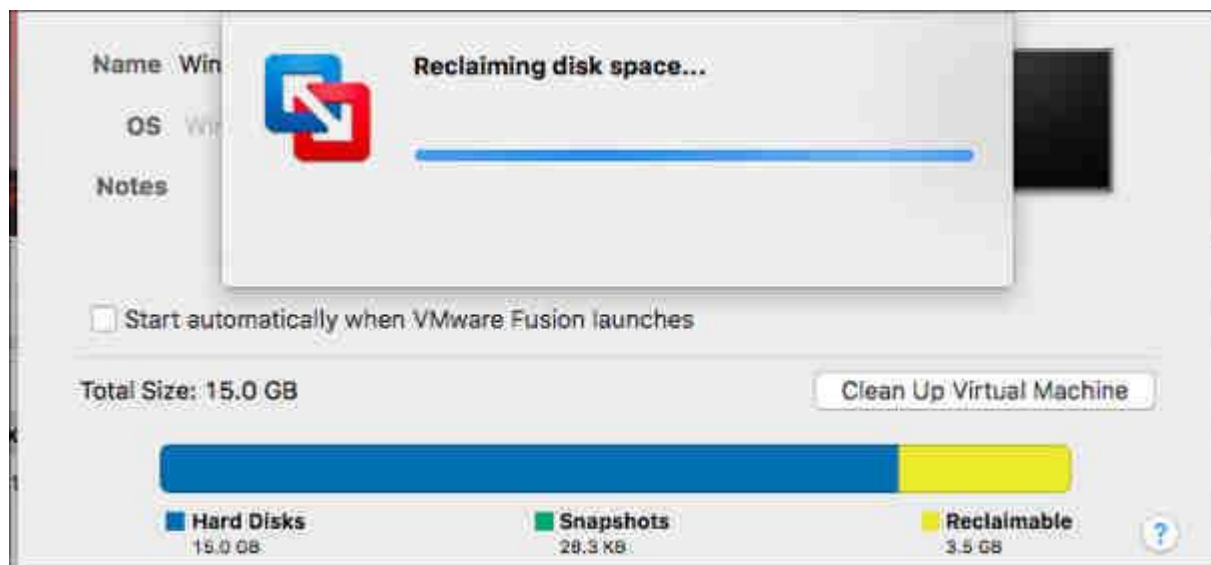 Name Win
Reclaiming disk space...
OS Wir
Notes
Start automatically when VMware Fusion launches
Total Size: 15.0 GB
Clean Up Virtual Machine
Hard Disks
15.0 GB
Snapshots
28.3 KB
Reclaimable
3.5 GB
?